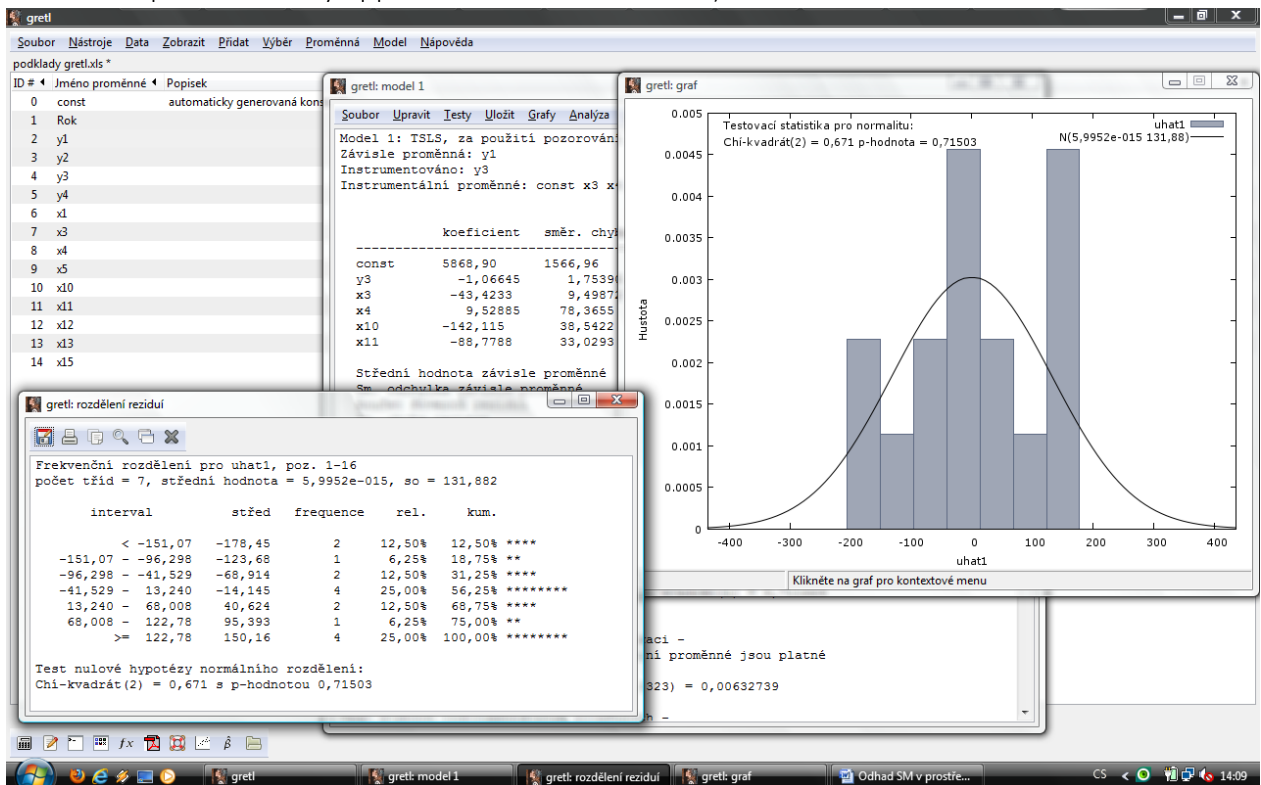 gretl
Soubor Nástroje Data Zobrazit Přidat Výběr Proměnná Model Nápověda
podklady gretl.xls *
ID # Jméno proměnné Popisek
0 const automaticky generovaná kons
1 Rok
2 y1
3 y2
4 y3
5 y4
6 x1
7 x3
8 x4
9 x5
10 x10
11 x11
12 x12
13 x13
14 x15
gretl: model 1
Soubor Upravit Testy Uložit Grafy Analýza
Model 1: TSLS, za použití pozorován
Závisle proměnná: y1
Instrumentováno: y3
Instrumentální proměnné: const x3 x
koeficient směr. chy
const 5868,90 1566,96
y3 -1,06645 1,7539
x3 -43,4233 9,4987
x4 9,52885 78,3655
x10 -142,115 38,5422
x11 -88,7788 33,0293
Střední hodnota závisle proměnné
Sm. odchylka závisle proměnné
aci -
ní proměnné jsou platné
323) = 0,00632739
h -
gretl: graf
Testovací statistika pro normalitu:
Chí-kvadrát(2) = 0,671 p-hodnota = 0,71503
uhat1
N(5,9952e-015 131,88)
0.005
0.0045
0.004
0.0035
0.003
0.0025
0.002
0.0015
0.001
0.0005
0
Hustota
-400 -300 -200 -100 0 100 200 300 400
uhat1
Klikněte na graf pro kontextové menu
gretl: rozdělení reziduí
Frekvenční rozdělení pro uhat1, poz. 1-16
počet tříd = 7, střední hodnota = 5,9952e-015, so = 131,882
interval střed frequence rel. kum.
< -151,07 -178,45 2 12,50% 12,50% ****
-151,07 - -96,298 -123,68 1 6,25% 18,75% **
-96,298 - -41,529 -68,914 2 12,50% 31,25% ****
-41,529 - 13,240 -14,145 4 25,00% 56,25% ********
13,240 - 68,008 40,624 2 12,50% 68,75% ****
68,008 - 122,78 95,393 1 6,25% 75,00% **
>= 122,78 150,16 4 25,00% 100,00% ********
Test nulové hypotézy normálního rozdělení:
Chí-kvadrát(2) = 0,671 s p-hodnotou 0,71503
gretl
gretl: model 1
gretl: rozdělení reziduí
gretl: graf
Odhad SM v prostře...
CS
14:09